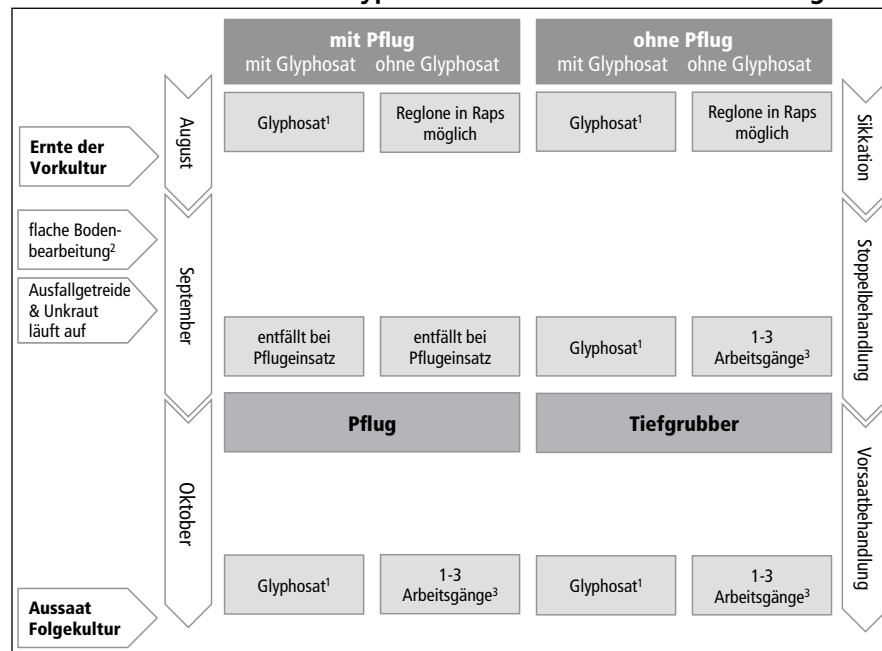 mit Pflug
mit Glyphosat ohne Glyphosat
ohne Pflug
mit Glyphosat ohne Glyphosat
August
Glyphosat¹
Reglone in Raps
möglich
Glyphosat¹
Reglone in Raps
möglich
Sikkation
Ernte der
Vorkultur
flache Boden-
bearbeitung²
September
Stoppelbehandlung
Ausfallgetreide
& Unkraut
läuft auf
entfällt bei
Pflugeinsatz
entfällt bei
Pflugeinsatz
Glyphosat¹
1-3
Arbeitsgänge³
Pflug
Tiefgrubber
Oktober
Vorsaatbehandlung
Glyphosat¹
1-3
Arbeitsgänge³
Glyphosat¹
1-3
Arbeitsgänge³
Aussaat
Folgekultur